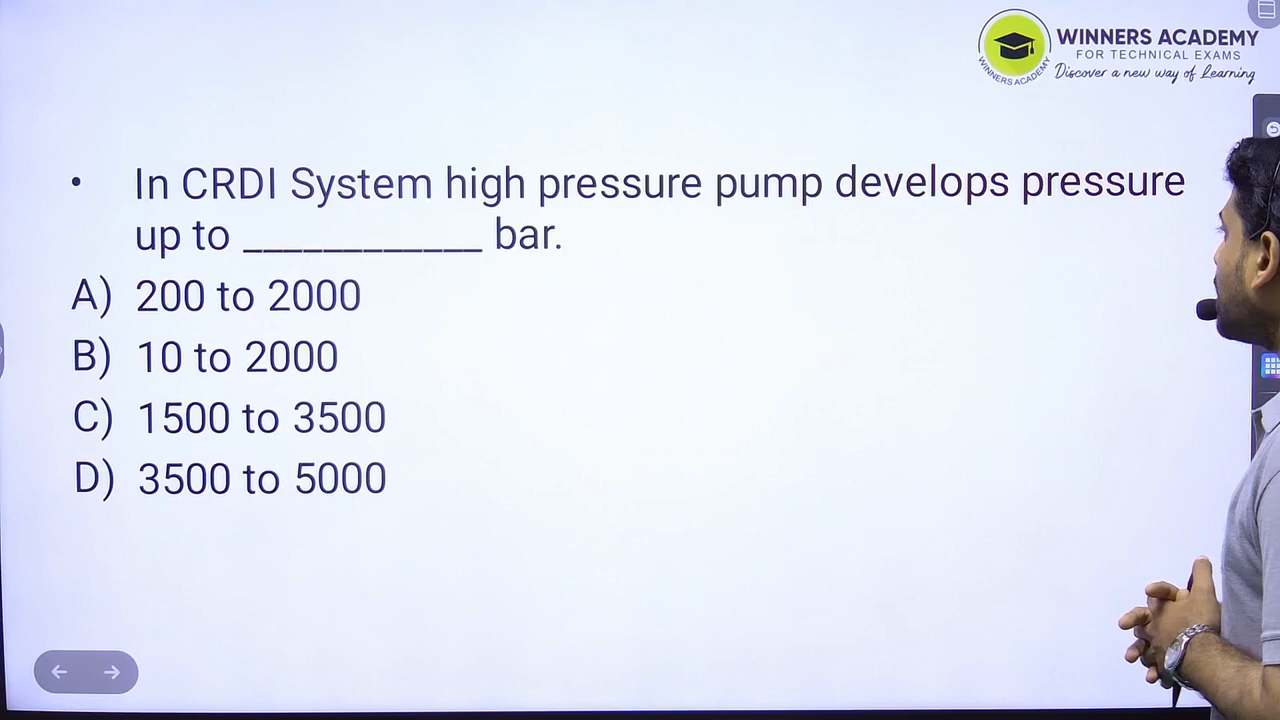 WINNERS ACADEMY
FOR TECHNICAL EXAMS
Discover a new way of Learning
WINNERS ACADEMY
• In CRDI System high pressure pump develops pressure
up to ____________ bar.
A) 200 to 2000
B) 10 to 2000
C) 1500 to 3500
D) 3500 to 5000